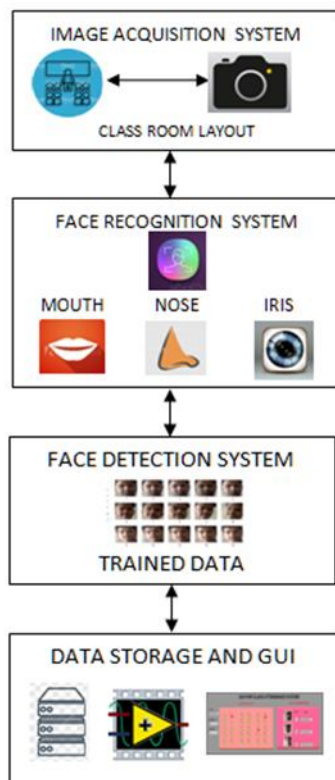 IMAGE ACQUISITION SYSTEM
CLASS ROOM LAYOUT
FACE RECOGNITION SYSTEM
MOUTH NOSE IRIS
FACE DETECTION SYSTEM
TRAINED DATA
DATA STORAGE AND GUI